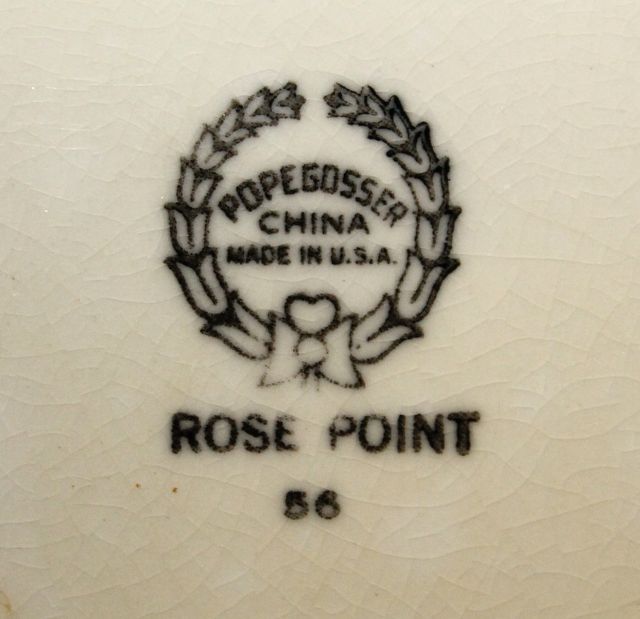 POPEGOSSER
CHINA
MADE IN U.S.A.
ROSE POINT
56